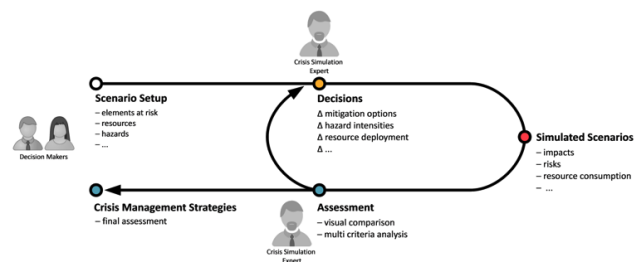 Crisis Simulation
Expert
Scenario Setup
– elements at risk
– resources
– hazards
– ...
Decision Makers
Decisions
Δ mitigation options
Δ hazard intensities
Δ resource deployment
Δ ...
Simulated Scenarios
– impacts
– risks
– resource consumption
– ...
Crisis Management Strategies
– final assessment
Assessment
– visual comparison
– multi criteria analysis
Crisis Simulation
Expert